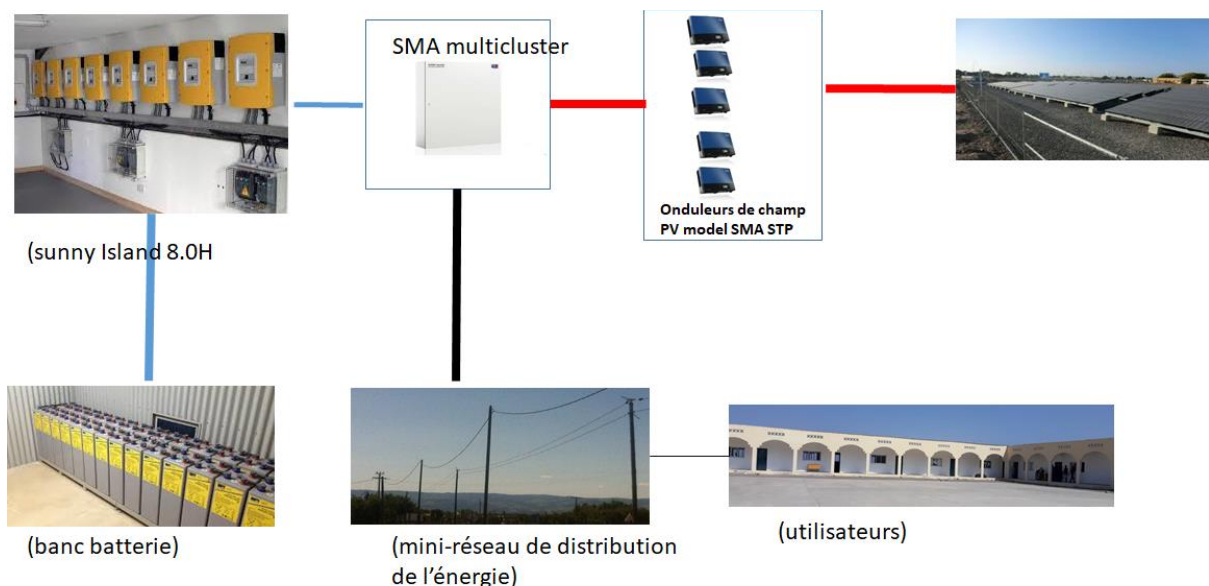 SMA multicluster
Onduleurs de champ
PV model SMA STP
(sunny Island 8.0H
(banc batterie)
(mini-réseau de distribution
de l’énergie)
(utilisateurs)